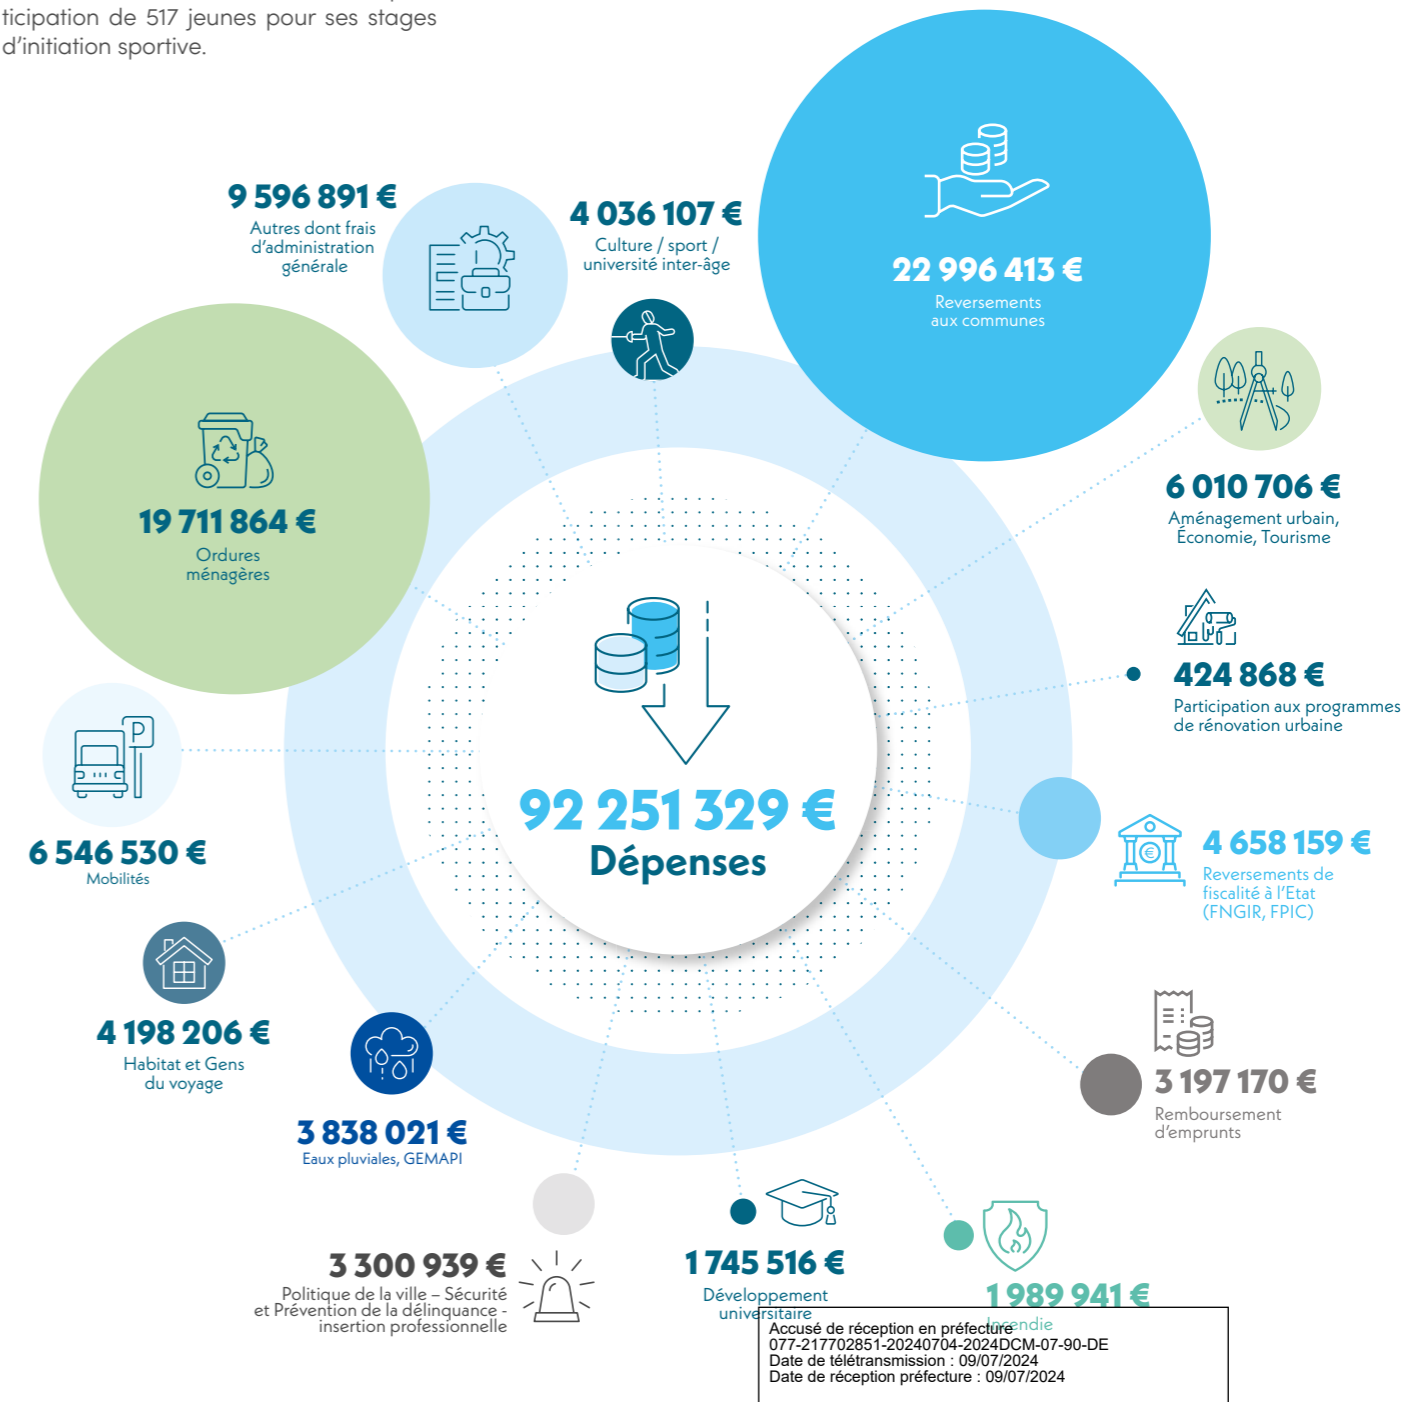 ticipation de 517 jeunes pour ses stages
d'initiation sportive.
9 596 891 €
Autres dont frais
d'administration
générale
4 036 107 €
Culture / sport /
université inter-âge
22 996 413 €
Reversements
aux communes
19 711 864 €
Ordures
ménagères
6 010 706 €
Aménagement urbain,
Économie, Tourisme
424 868 €
Participation aux programmes
de rénovation urbaine
P
6 546 530 €
Mobilités
92 251 329 €
Dépenses
€
4 658 159 €
Reversements de
fiscalité à l'Etat
(FNGIR, FPIC)
4 198 206 €
Habitat et Gens
du voyage
3 838 021 €
Eaux pluviales, GEMAPI
3 197 170 €
Remboursement
d'emprunts
3 300 939 €
Politique de la ville – Sécurité
et Prévention de la délinquance -
insertion professionnelle
1 745 516 €
Développement
universitaire
1 989 941 €
Incendie
Accusé de réception en préfecture
077-217702851-20240704-2024DCM-07-90-DE
Date de télétransmission : 09/07/2024
Date de réception préfecture : 09/07/2024